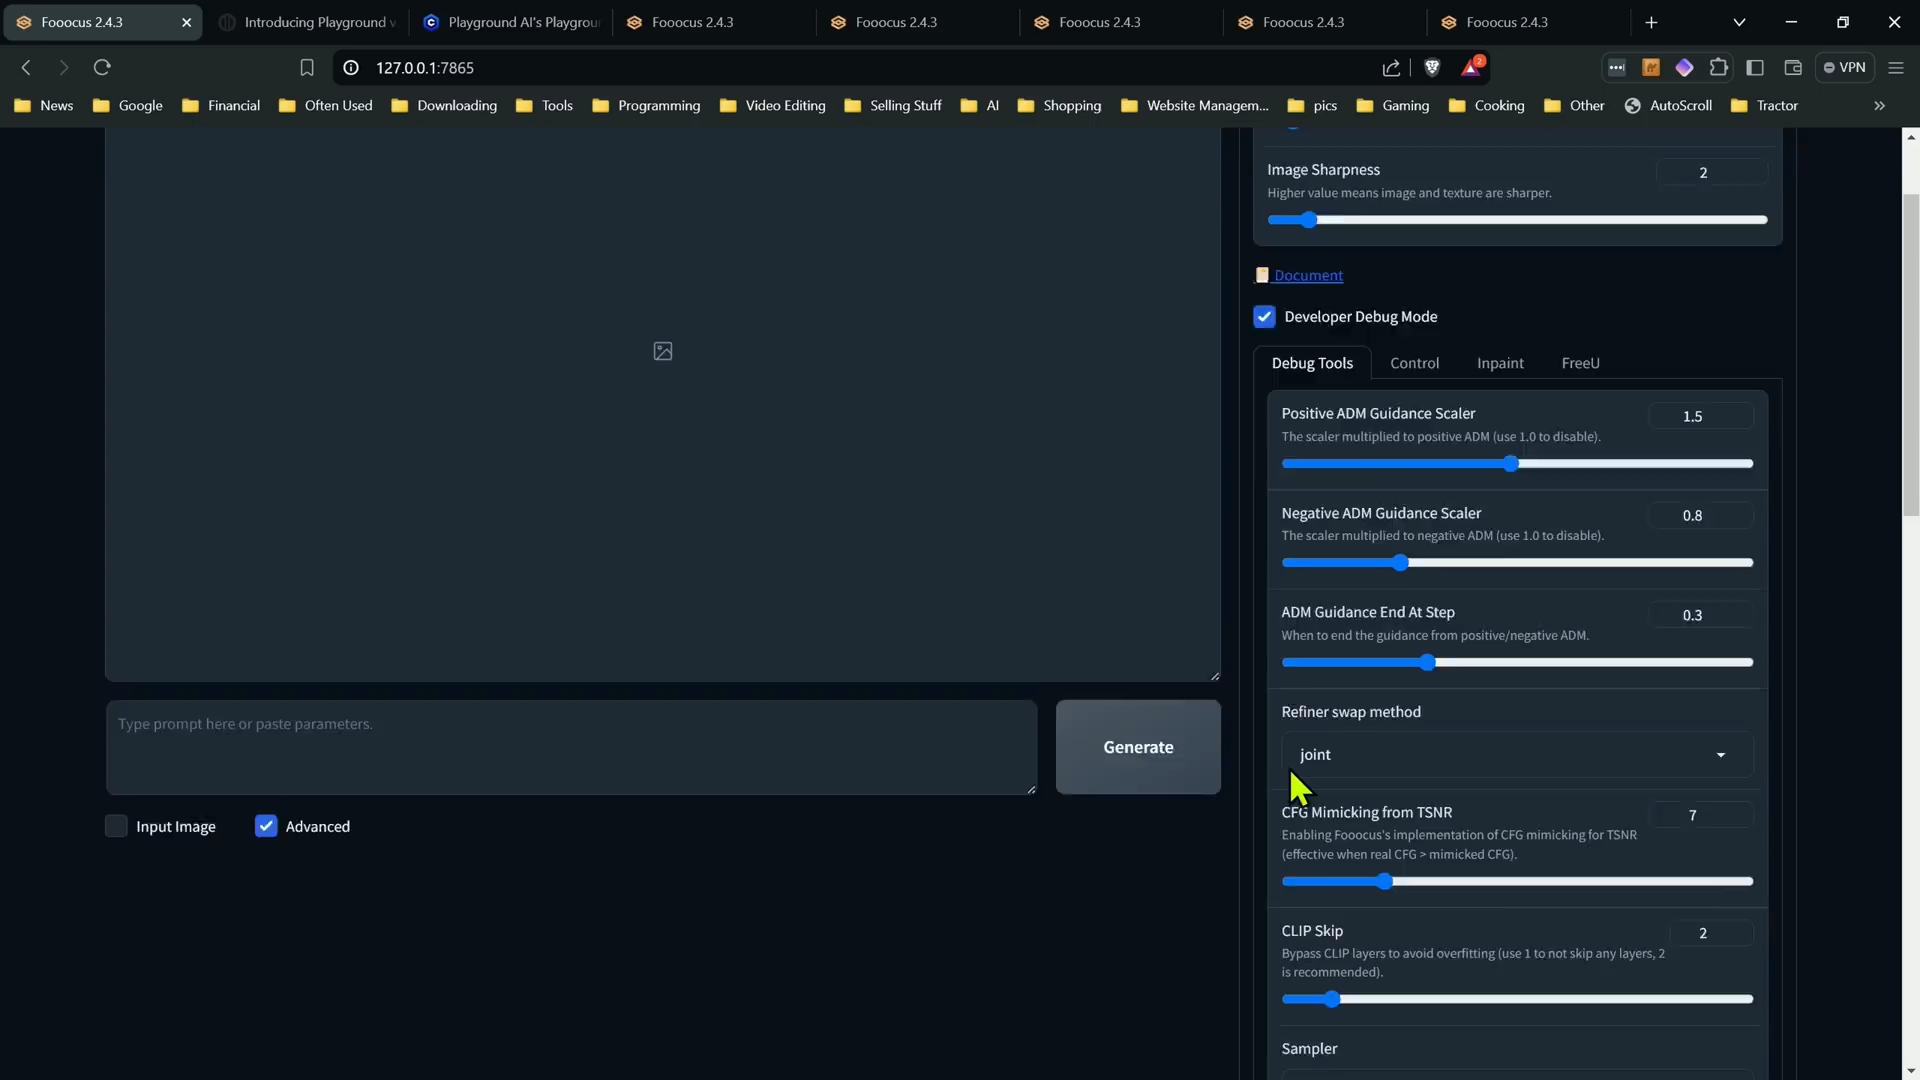 Fooocus 2.4.3
Introducing Playground v
Playground AI's Playgrou
Fooocus 2.4.3
Fooocus 2.4.3
Fooocus 2.4.3
Fooocus 2.4.3
Fooocus 2.4.3
127.0.0.1:7865
2
VPN
News
Google
Financial
Often Used
Downloading
Tools
Programming
Video Editing
Selling Stuff
AI
Shopping
Website Managem...
pics
Gaming
Cooking
Other
AutoScroll
Tractor
Image Sharpness
2
Higher value means image and texture are sharper.
Document
Developer Debug Mode
Debug Tools
Control
Inpaint
FreeU
Positive ADM Guidance Scaler
1.5
The scaler multiplied to positive ADM (use 1.0 to disable).
Negative ADM Guidance Scaler
0.8
The scaler multiplied to negative ADM (use 1.0 to disable).
ADM Guidance End At Step
0.3
When to end the guidance from positive/negative ADM.
Refiner swap method
joint
CFG Mimicking from TSNR
7
Enabling Fooocus's implementation of CFG mimicking for TSNR
(effective when real CFG > mimicked CFG).
CLIP Skip
2
Bypass CLIP layers to avoid overfitting (use 1 to not skip any layers, 2
is recommended).
Sampler
Type prompt here or paste parameters.
Generate
Input Image
Advanced